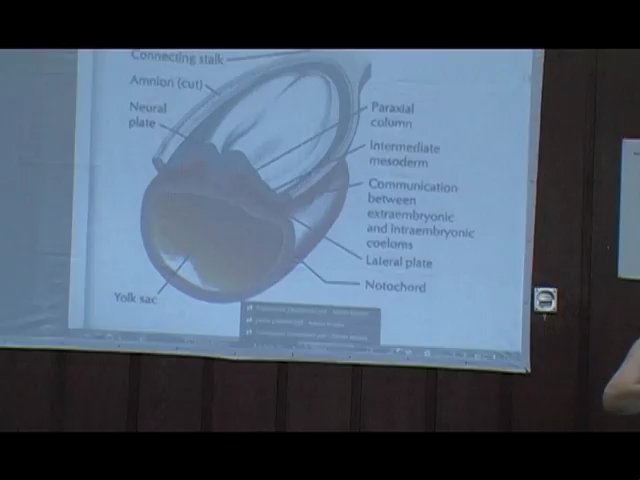 Connecting stalk
Amnion (cut)
Neural
plate
Paraxial
column
Intermediate
mesoderm
Communication
between
extraembryonic
and intraembryonic
coeloms
Lateral plate
Notochord
Yolk sac